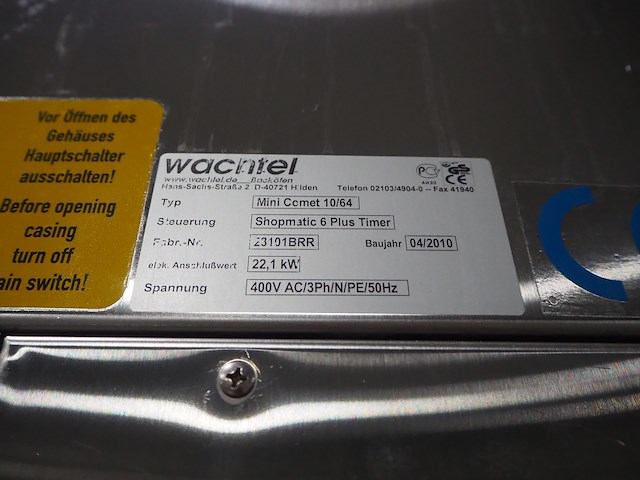 Vor Öffnen des
Gehäuses
Hauptschalter
ausschalten!
Before opening
casing
turn off
ain switch!
wachtel
www.wachtel.de Backöfen
Hans-Sachs-Straße 2 D-40721 Hilden Telefon 02103/4904-0 – Fax 41940
Typ Mini Comet 10/64
Steuerung Shopmatic 6 Plus Timer
Fabr.-Nr. 23191BRR Baujahr 04/2010
elek. Anschlußwert 22,1 kW
Spannung 400V AC/3Ph/N/PE/50Hz
GS
CE